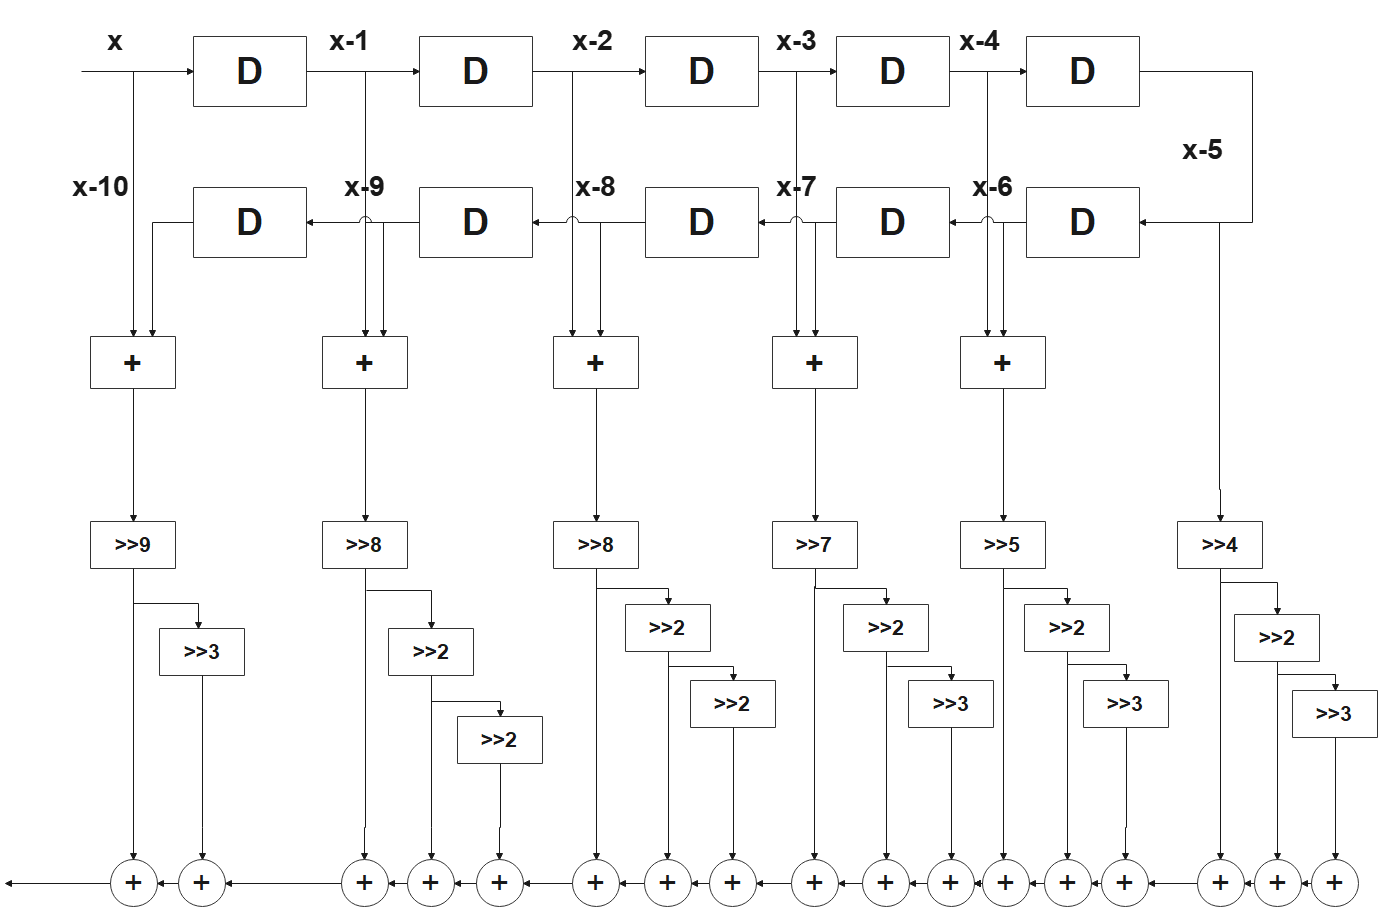 x x-1 x-2 x-3 x-4
D D D D D
x-5
x-10 x-9 x-8 x-7 x-6
D D D D D
+ + + + +
>>9 >>8 >>8 >>7 >>5 >>4
>>2 >>2 >>2
>>3 >>2 >>2
>>2 >>3 >>3 >>3
>>2
+ + + + + + + + + + + + + + + + +